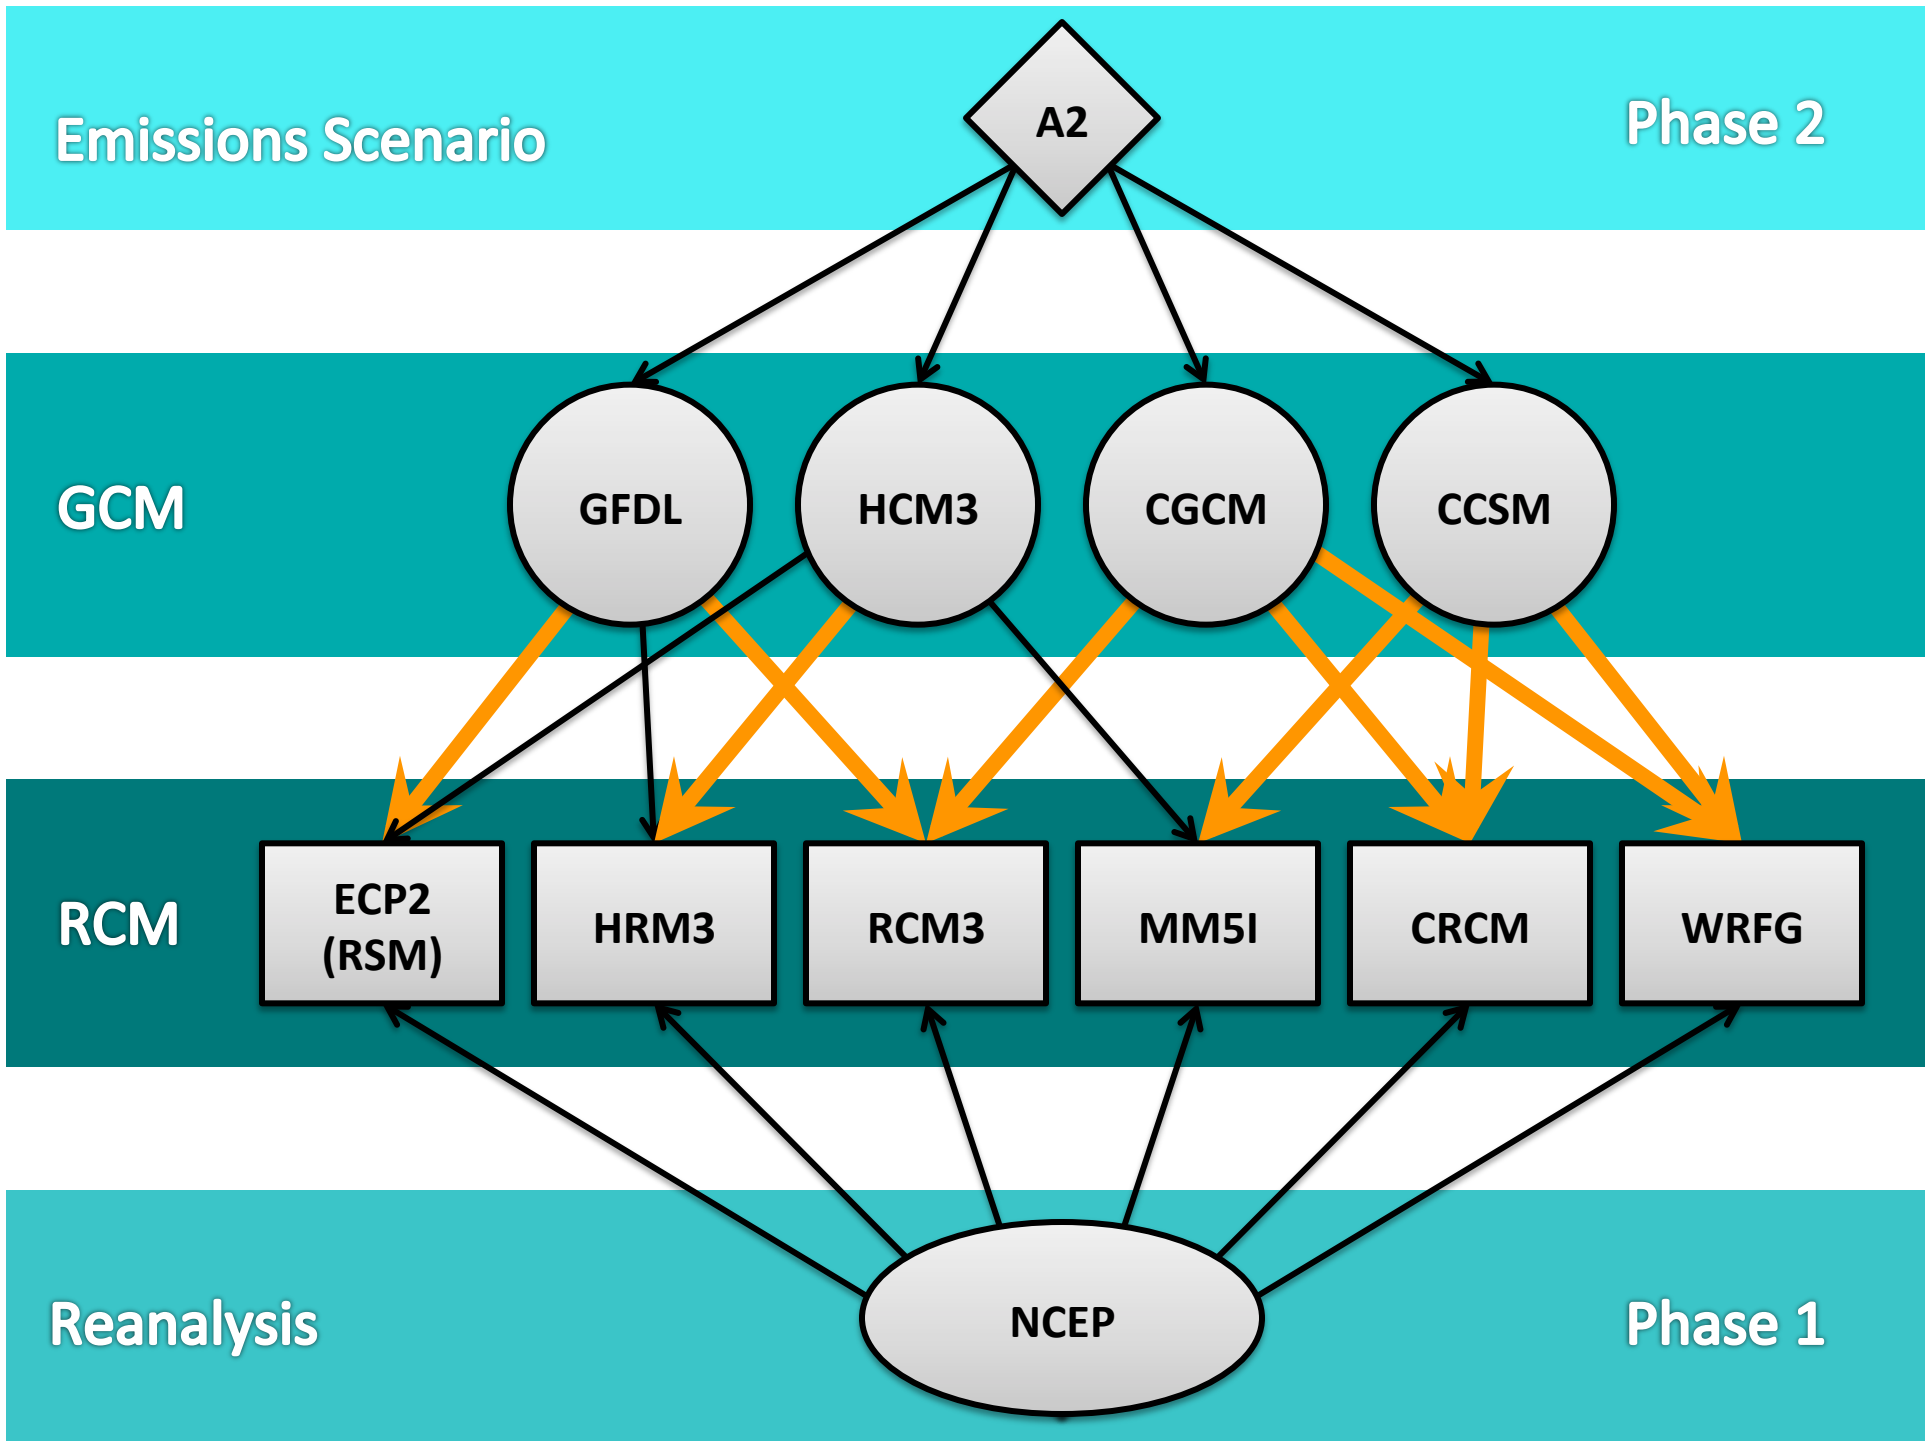 Emissions Scenario
A2
Phase 2
GCM
GFDL
HCM3
CGCM
CCSM
RCM
ECP2
(RSM)
HRM3
RCM3
MM5I
CRCM
WRFG
Reanalysis
NCEP
Phase 1